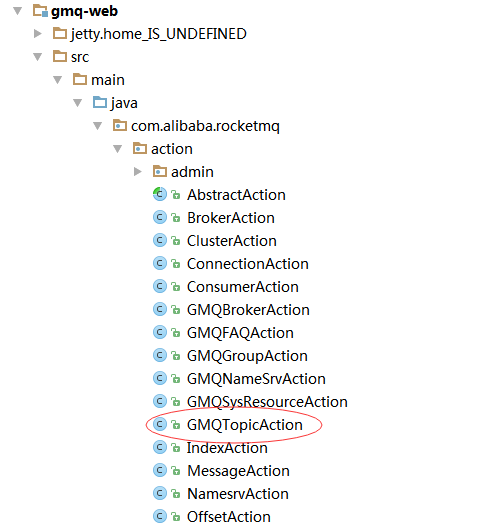 gmq-web
jetty.home_IS_UNDEFINED
src
main
java
com.alibaba.rocketmq
action
admin
AbstractAction
BrokerAction
ClusterAction
ConnectionAction
ConsumerAction
GMQBrokerAction
GMQFAQAction
GMQGroupAction
GMQNameSrvAction
GMQSysResourceAction
GMQTopicAction
IndexAction
MessageAction
NamesrvAction
OffsetAction